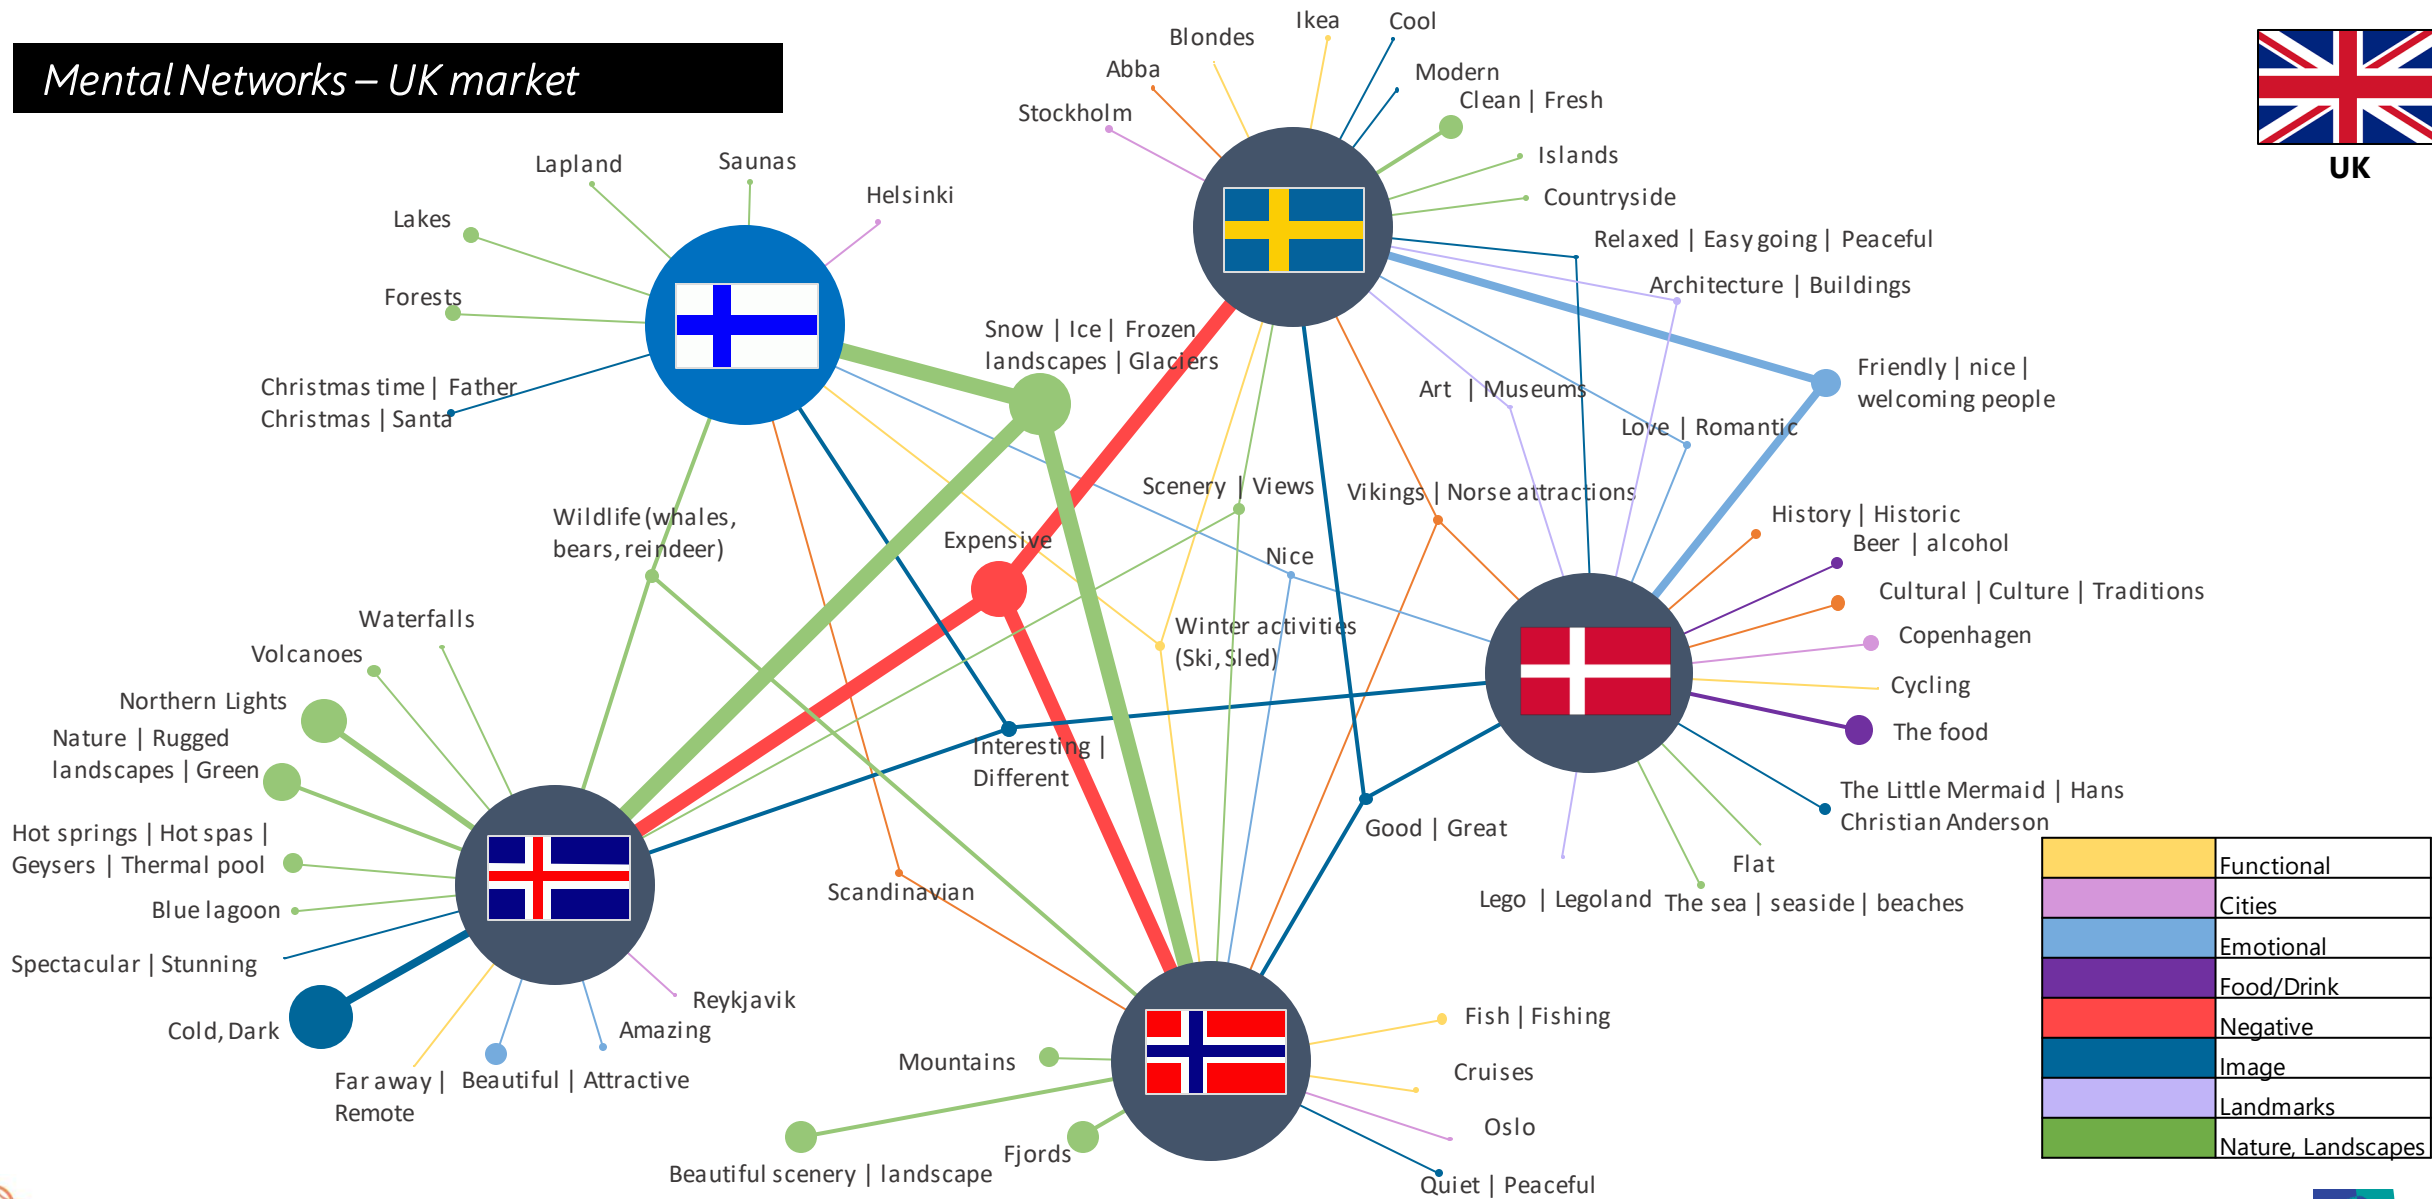 Mental Networks – UK market
UK
Ikea
Cool
Blondes
Abba
Modern
Stockholm
Clean | Fresh
Islands
Countryside
Relaxed | Easy going | Peaceful
Architecture | Buildings
Lapland
Saunas
Helsinki
Lakes
Forests
Christmas time | Father
Christmas | Santa
Snow | Ice | Frozen
landscapes | Glaciers
Art | Museums
Friendly | nice |
welcoming people
Love | Romantic
Scenery | Views
Vikings | Norse attractions
Wildlife (whales,
bears, reindeer)
Expensive
Nice
History | Historic
Beer | alcohol
Cultural | Culture | Traditions
Copenhagen
Cycling
The food
The Little Mermaid | Hans
Christian Anderson
Winter activities
(Ski, Sled)
Waterfalls
Volcanoes
Northern Lights
Nature | Rugged
landscapes | Green
Hot springs | Hot spas |
Geysers | Thermal pool
Blue lagoon
Spectacular | Stunning
Cold, Dark
Far away |
Remote
Beautiful | Attractive
Amazing
Reykjavik
Interesting |
Different
Scandinavian
Good | Great
Flat
Lego | Legoland
The sea | seaside | beaches
Mountains
Beautiful scenery | landscape
Fjords
Fish | Fishing
Cruises
Oslo
Quiet | Peaceful
Functional
Cities
Emotional
Food/Drink
Negative
Image
Landmarks
Nature, Landscapes